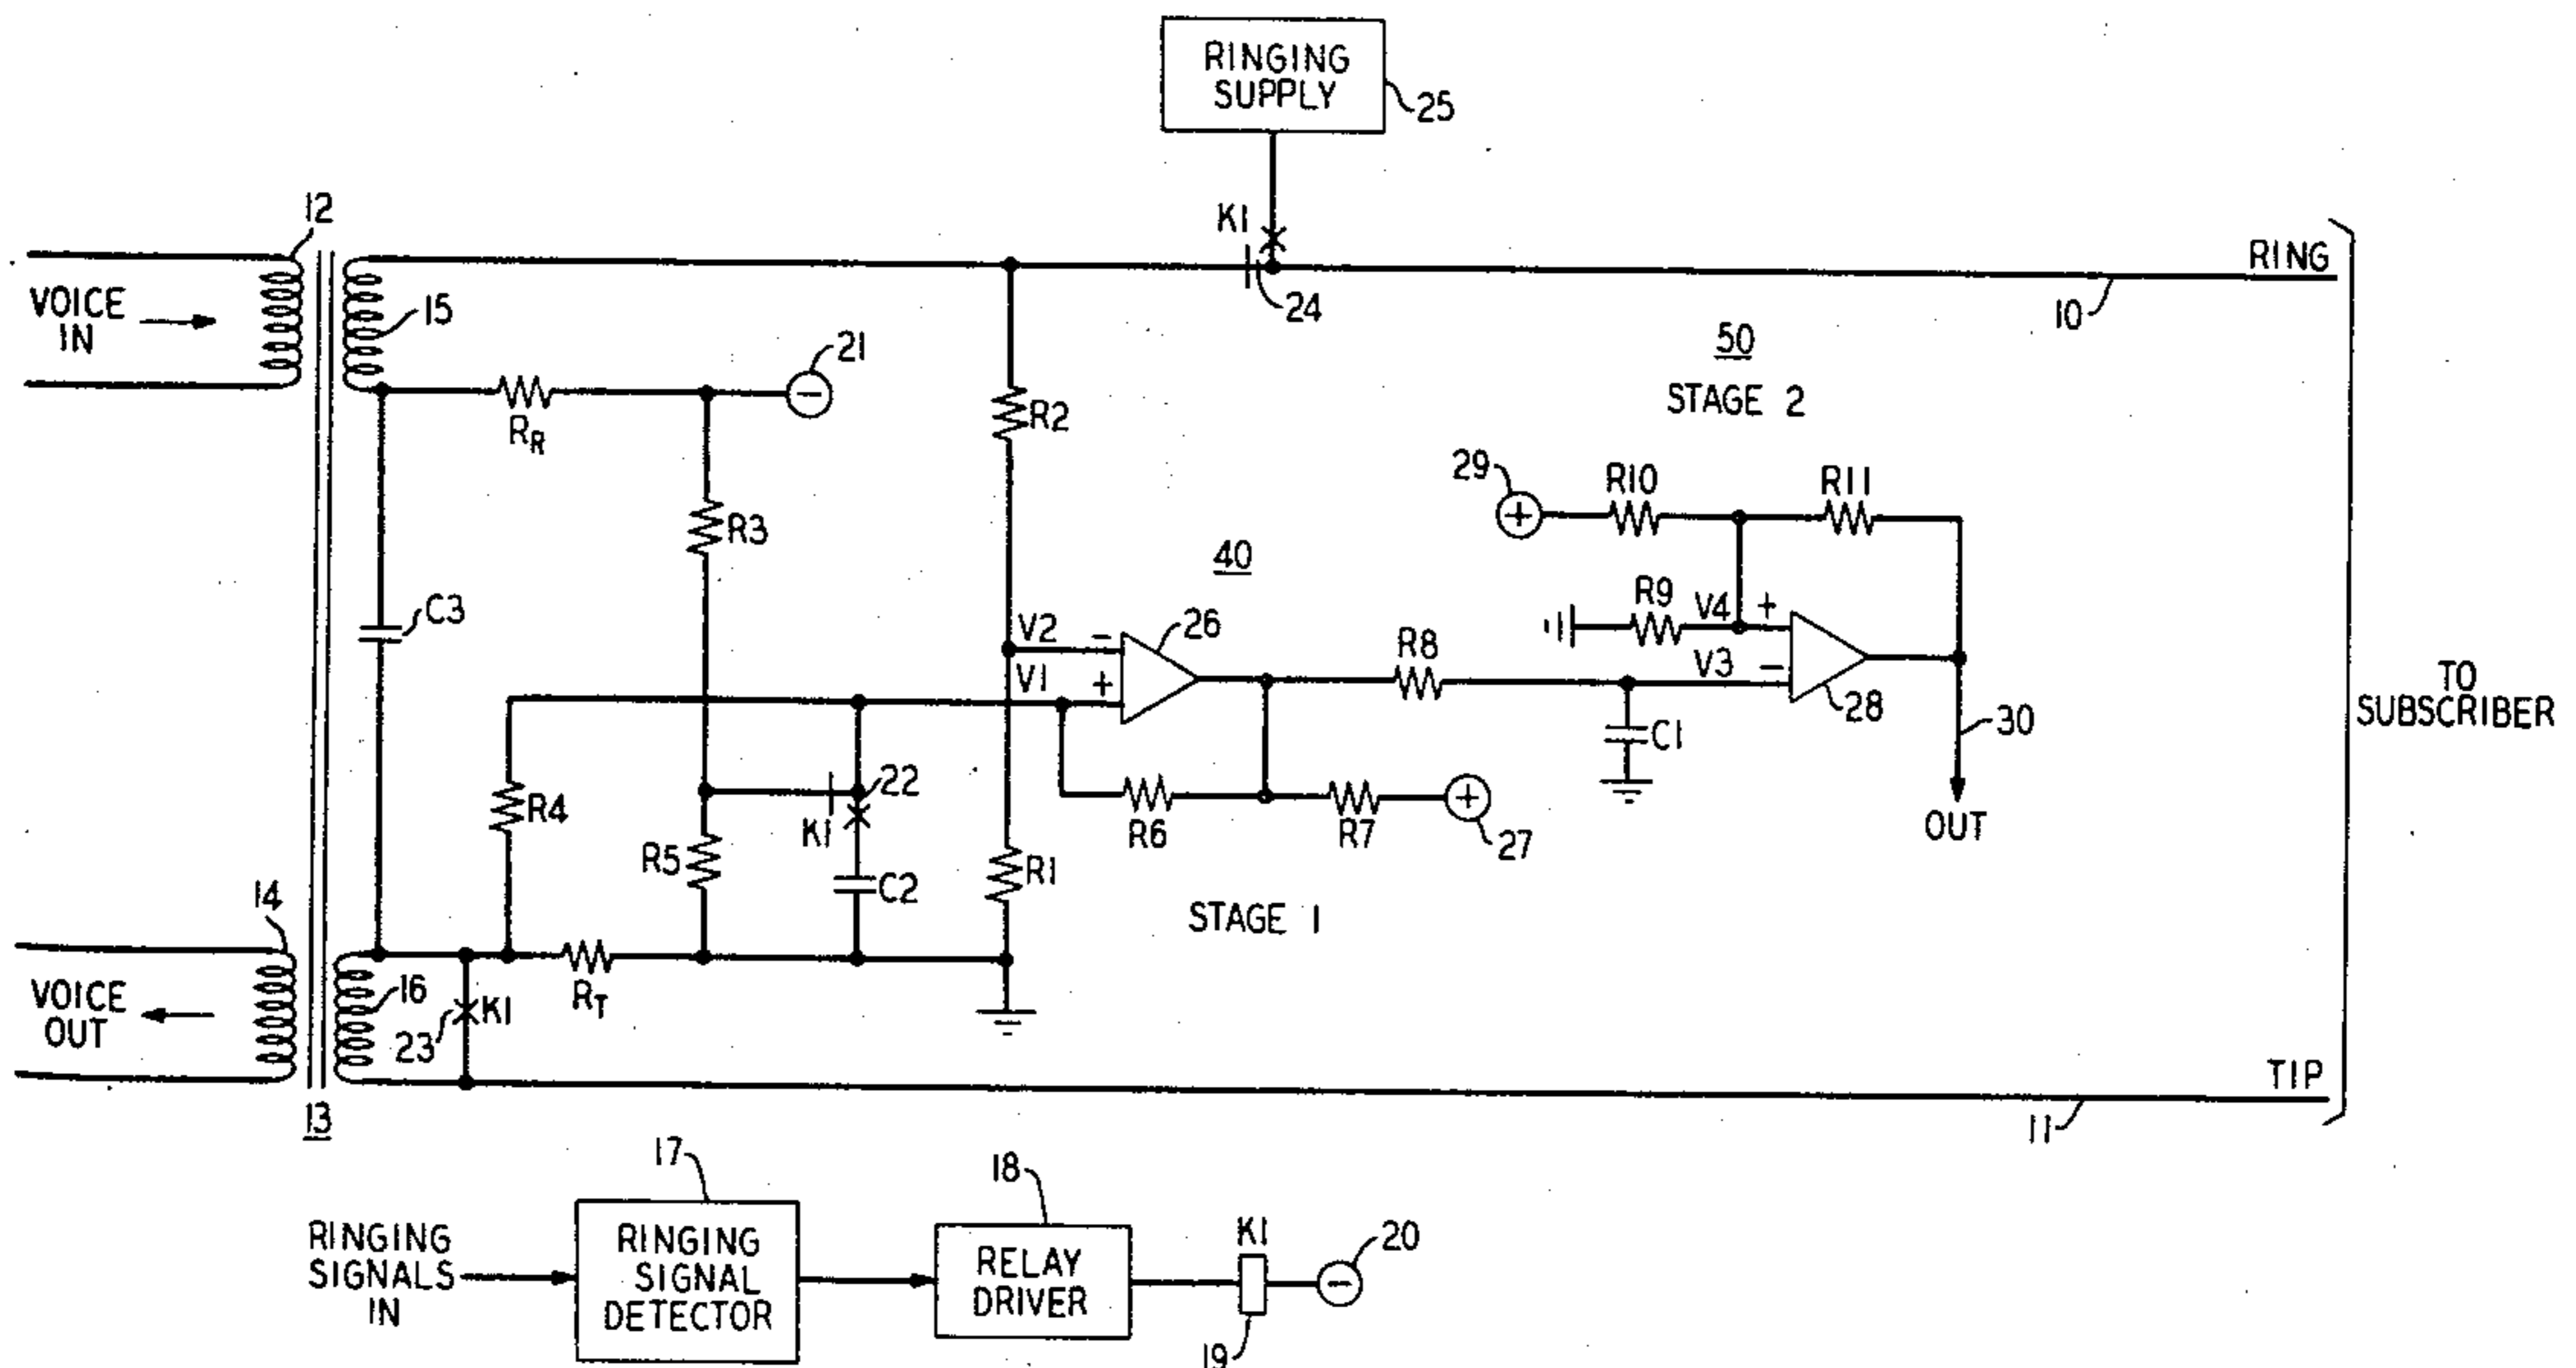 RINGING
SUPPLY
25
12
K1
RING
VOICE
IN
15
24
10
21
50
STAGE 2
−
R2
RR
29
R10
R11
R3
+
40
C3
R9
V4
+
V2
−
26
R8
V1
+
V3
−
28
TO
SUBSCRIBER
30
C1
22
R4
K1
R6
R7
+
27
OUT
R5
C2
R1
14
STAGE 1
VOICE
OUT
16
K1
RT
23
TIP
13
11
17
18
RINGING
SIGNALS
IN
RINGING
SIGNAL
DETECTOR
RELAY
DRIVER
K1
20
−
19